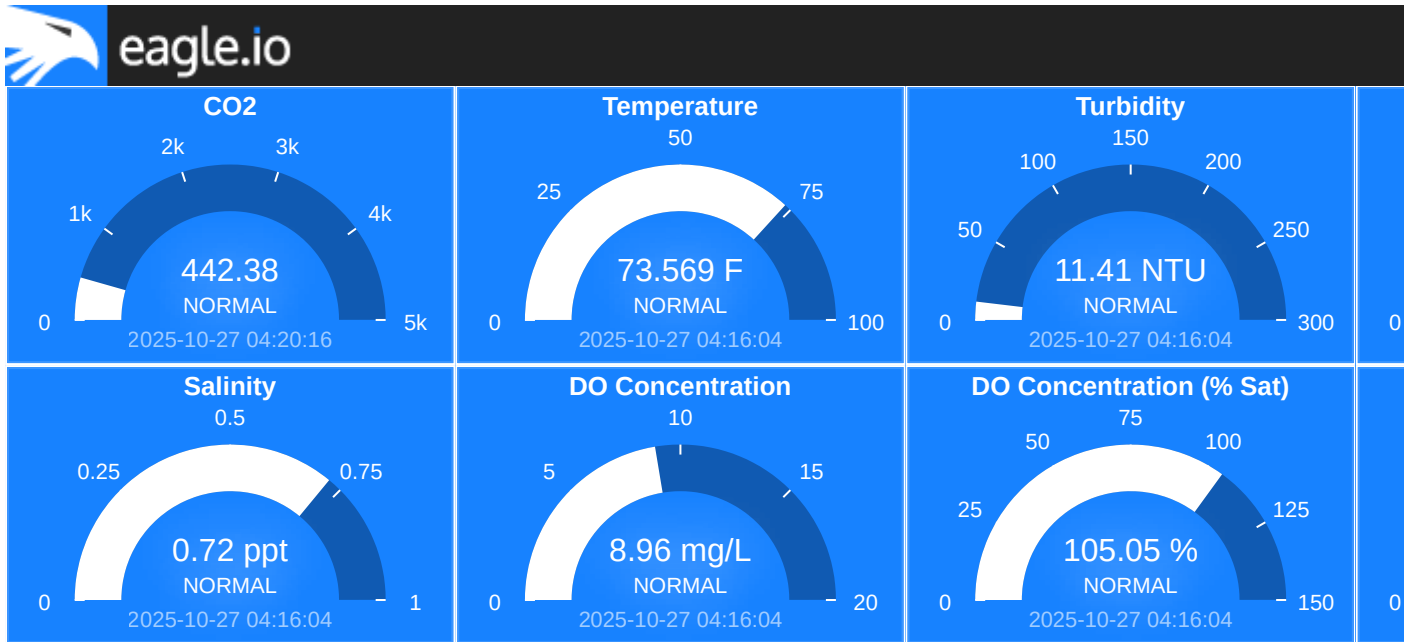 eagle.io
CO2
2k
3k
1k
4k
442.38
NORMAL
0
5k
2025-10-27 04:20:16
Temperature
50
25
75
73.569 F
NORMAL
0
100
2025-10-27 04:16:04
Turbidity
150
100
200
50
250
11.41 NTU
NORMAL
0
300
2025-10-27 04:16:04
0
Salinity
0.5
0.25
0.75
0.72 ppt
NORMAL
0
1
2025-10-27 04:16:04
DO Concentration
10
5
15
8.96 mg/L
NORMAL
0
20
2025-10-27 04:16:04
DO Concentration (% Sat)
75
50
100
25
125
105.05 %
NORMAL
0
150
2025-10-27 04:16:04
0